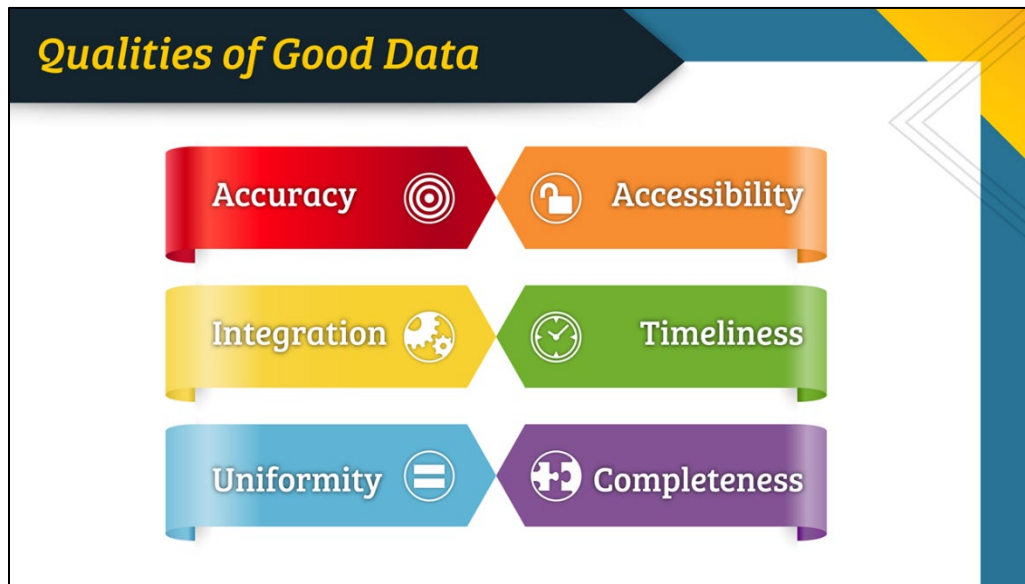 Qualities of Good Data
Accuracy
Accessibility
Integration
Timeliness
Uniformity
Completeness